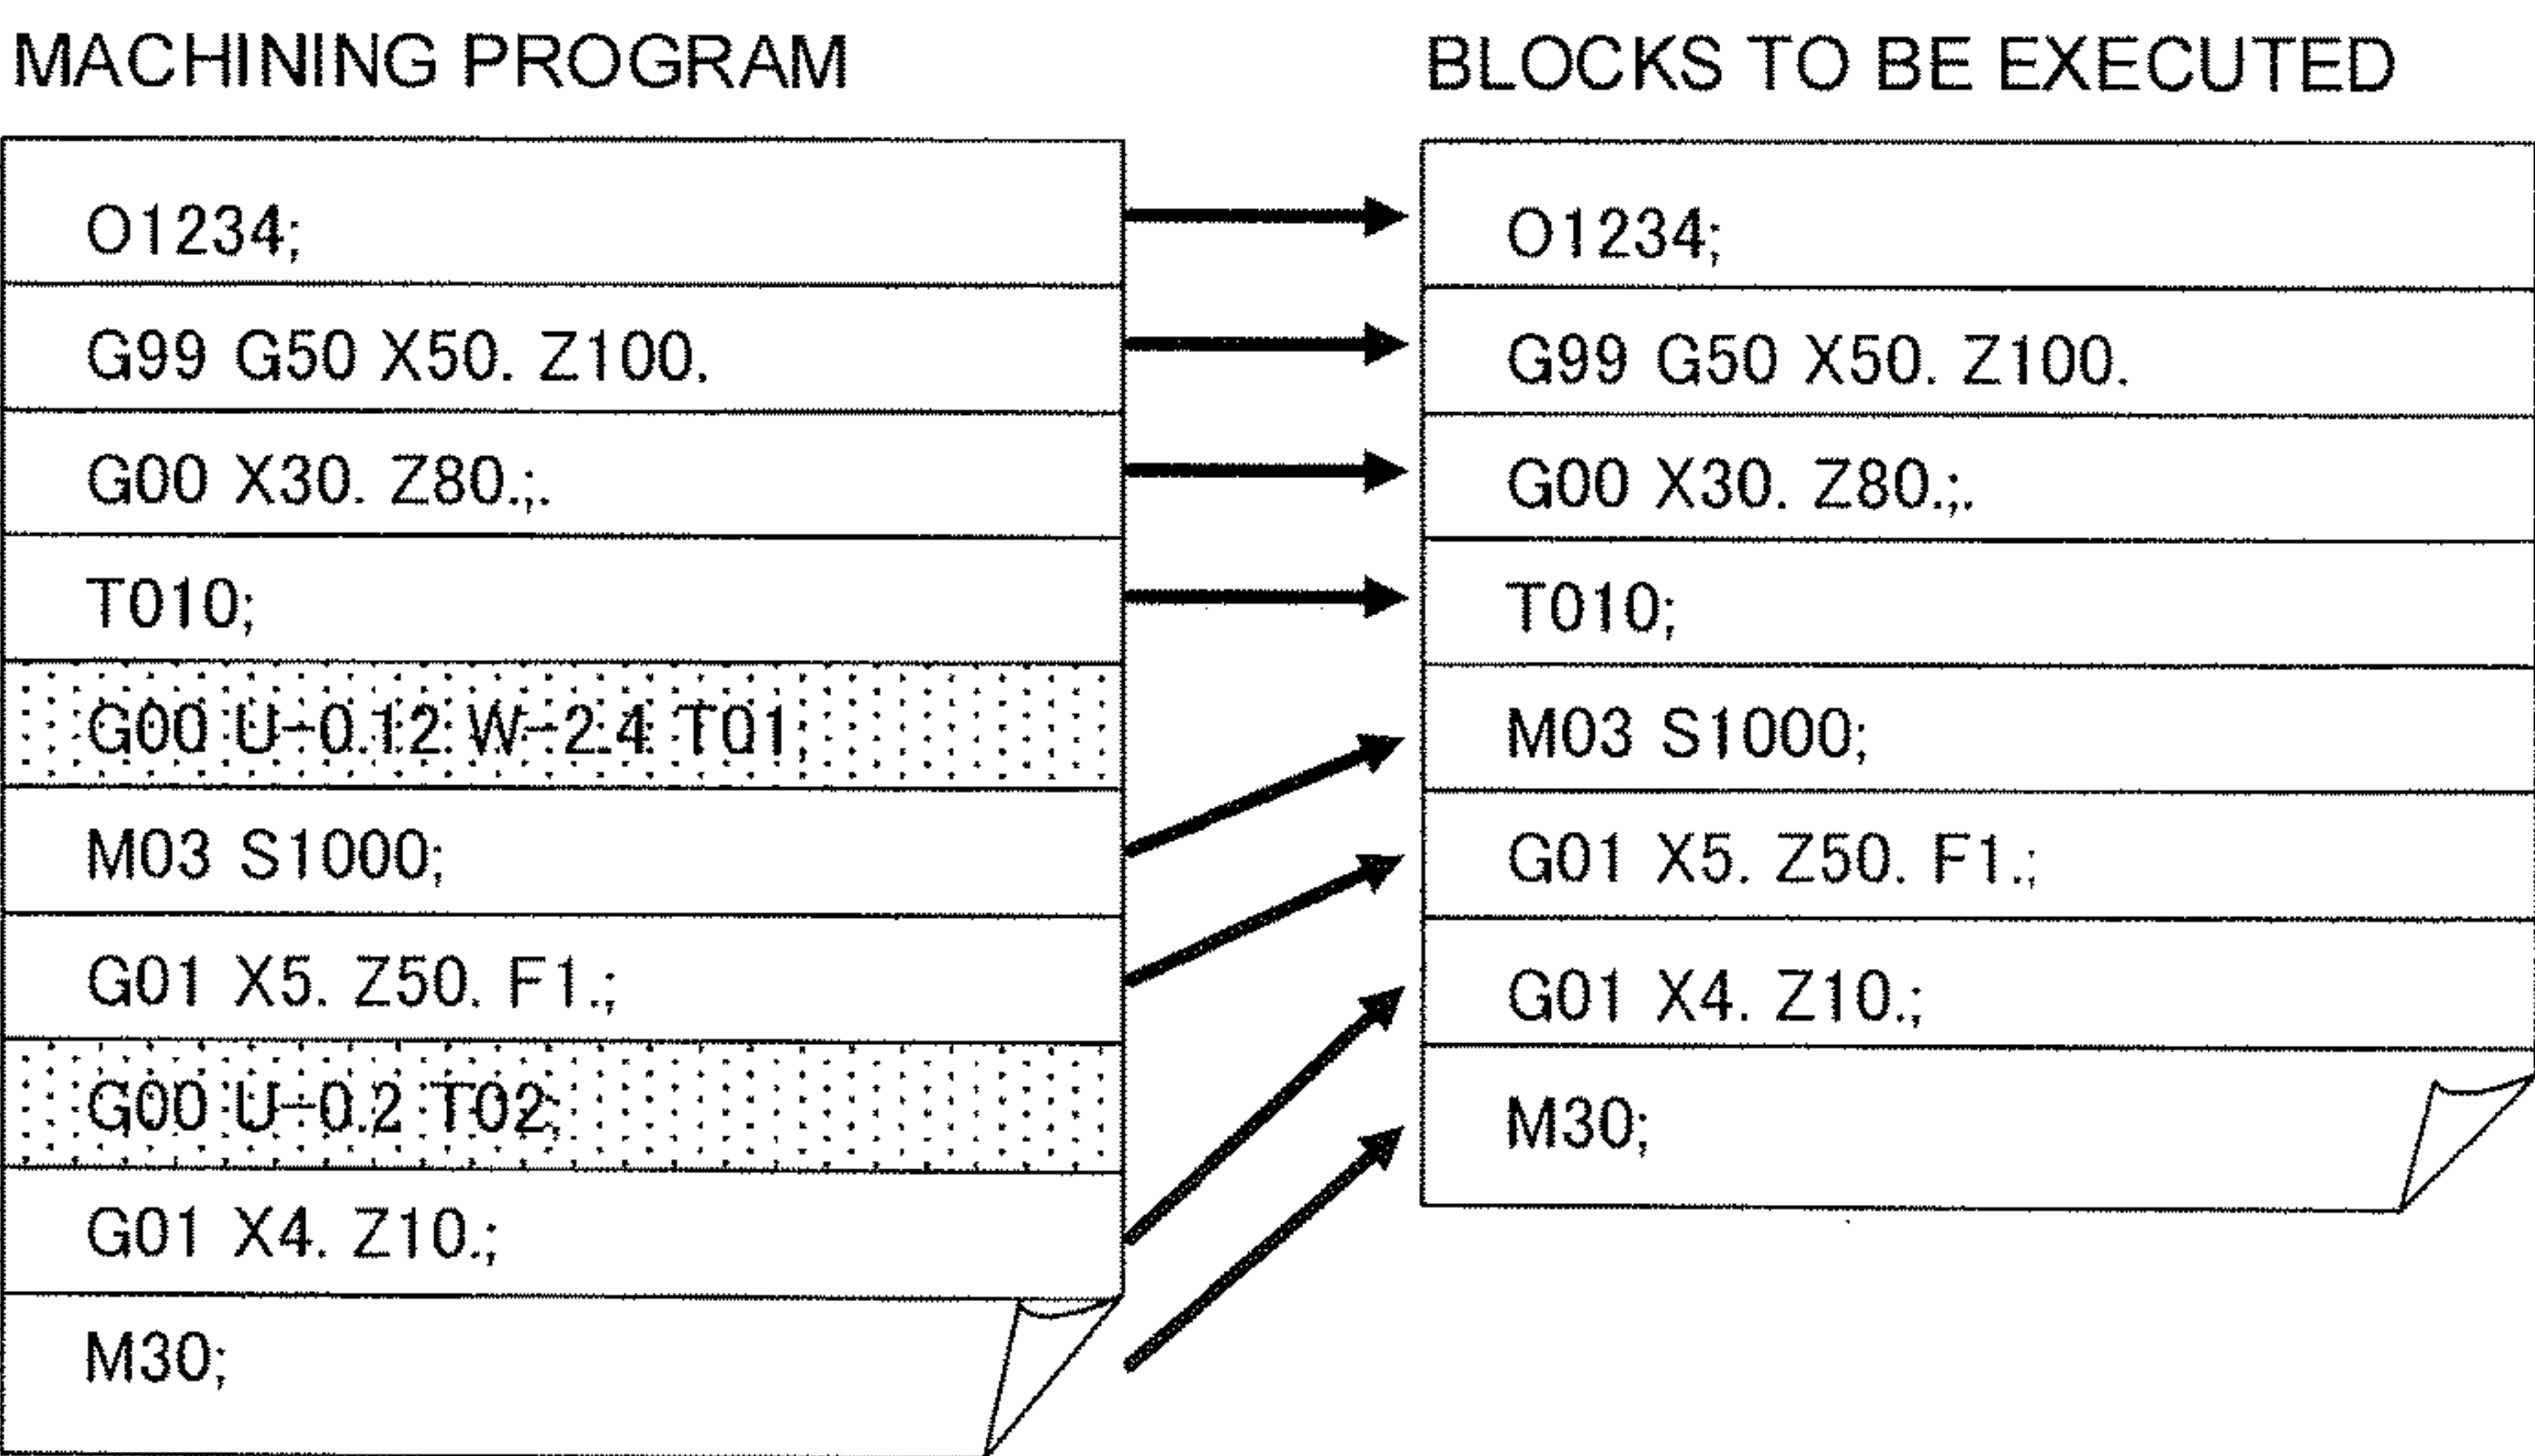 MACHINING PROGRAM
O1234;
G99 G50 X50. Z100.
G00 X30. Z80.;.
T010;
G00 U-0.12 W-2.4 T01;
M03 S1000;
G01 X5. Z50. F1.;
G00 U-0.2 T02;
G01 X4. Z10.;
M30;
BLOCKS TO BE EXECUTED
O1234;
G99 G50 X50. Z100.
G00 X30. Z80.;.
T010;
M03 S1000;
G01 X5. Z50. F1.;
G01 X4. Z10.;
M30;